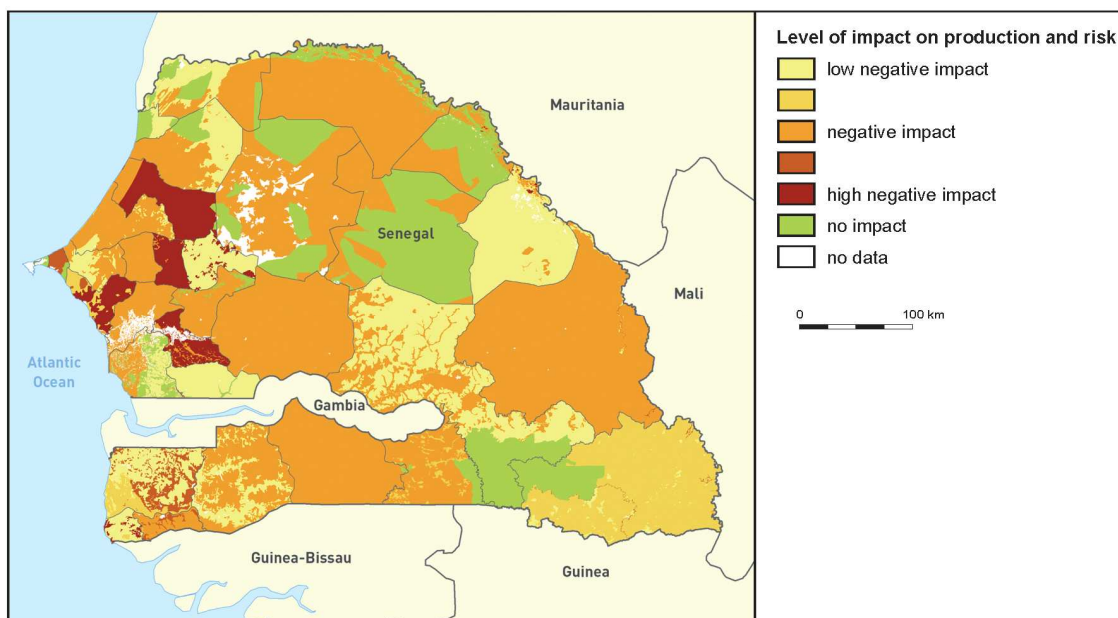 Level of impact on production and risk
low negative impact
negative impact
high negative impact
no impact
no data
0 100 km
Mauritania
Senegal
Mali
Atlantic
Ocean
Gambia
Guinea-Bissau
Guinea